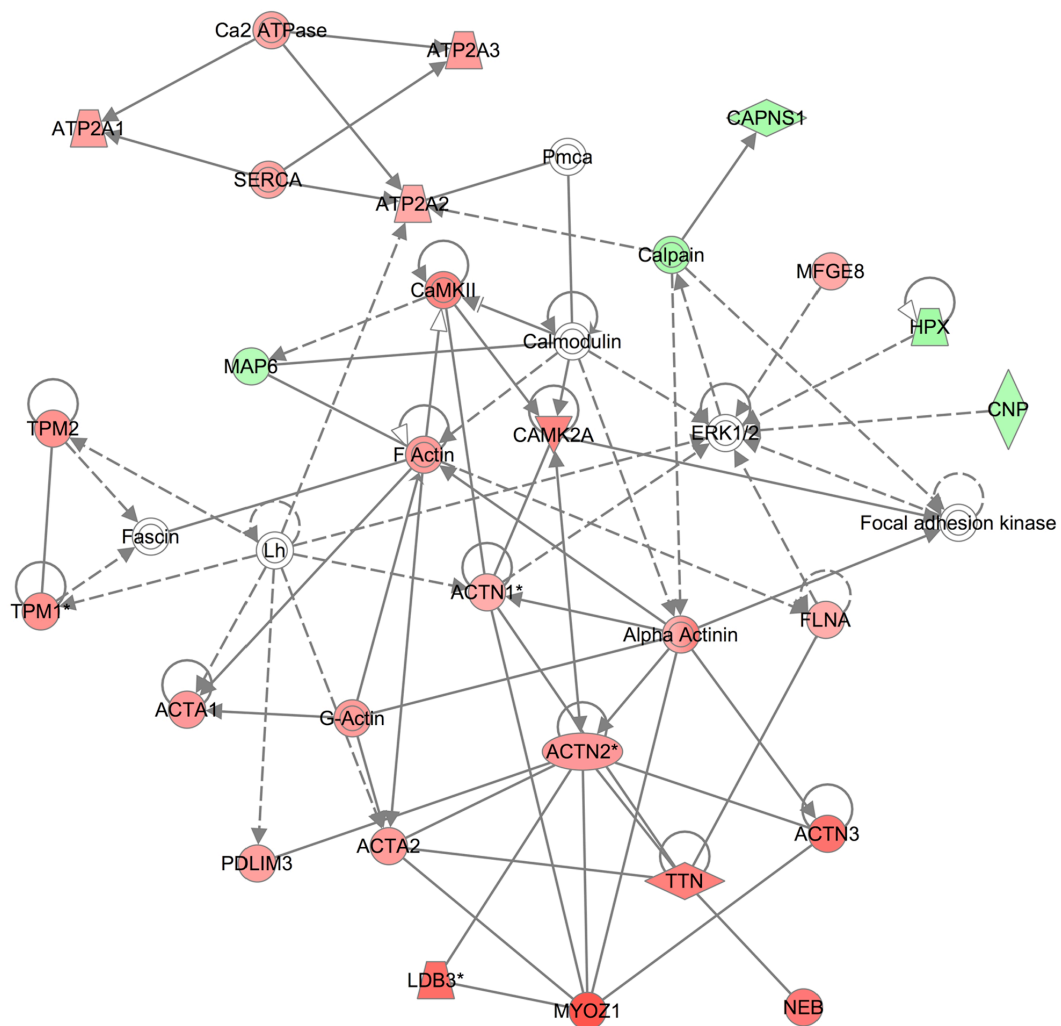 Ca2 ATPase
ATP2A3
CAPNS1
ATP2A1
Pmca
SERCA
ATP2A2
Calpain
MFGE8
CaMKII
HPX
Calmodulin
MAP6
CNP
TPM2
CAMK2A
ERK1/2
F Actin
Focal adhesion kinase
Fascin
Lh
ACTN1*
TPM1*
FLNA
Alpha Actinin
ACTA1
G-Actin
ACTN2*
ACTN3
ACTA2
PDLIM3
TTN
LDB3*
MYOZ1
NEB